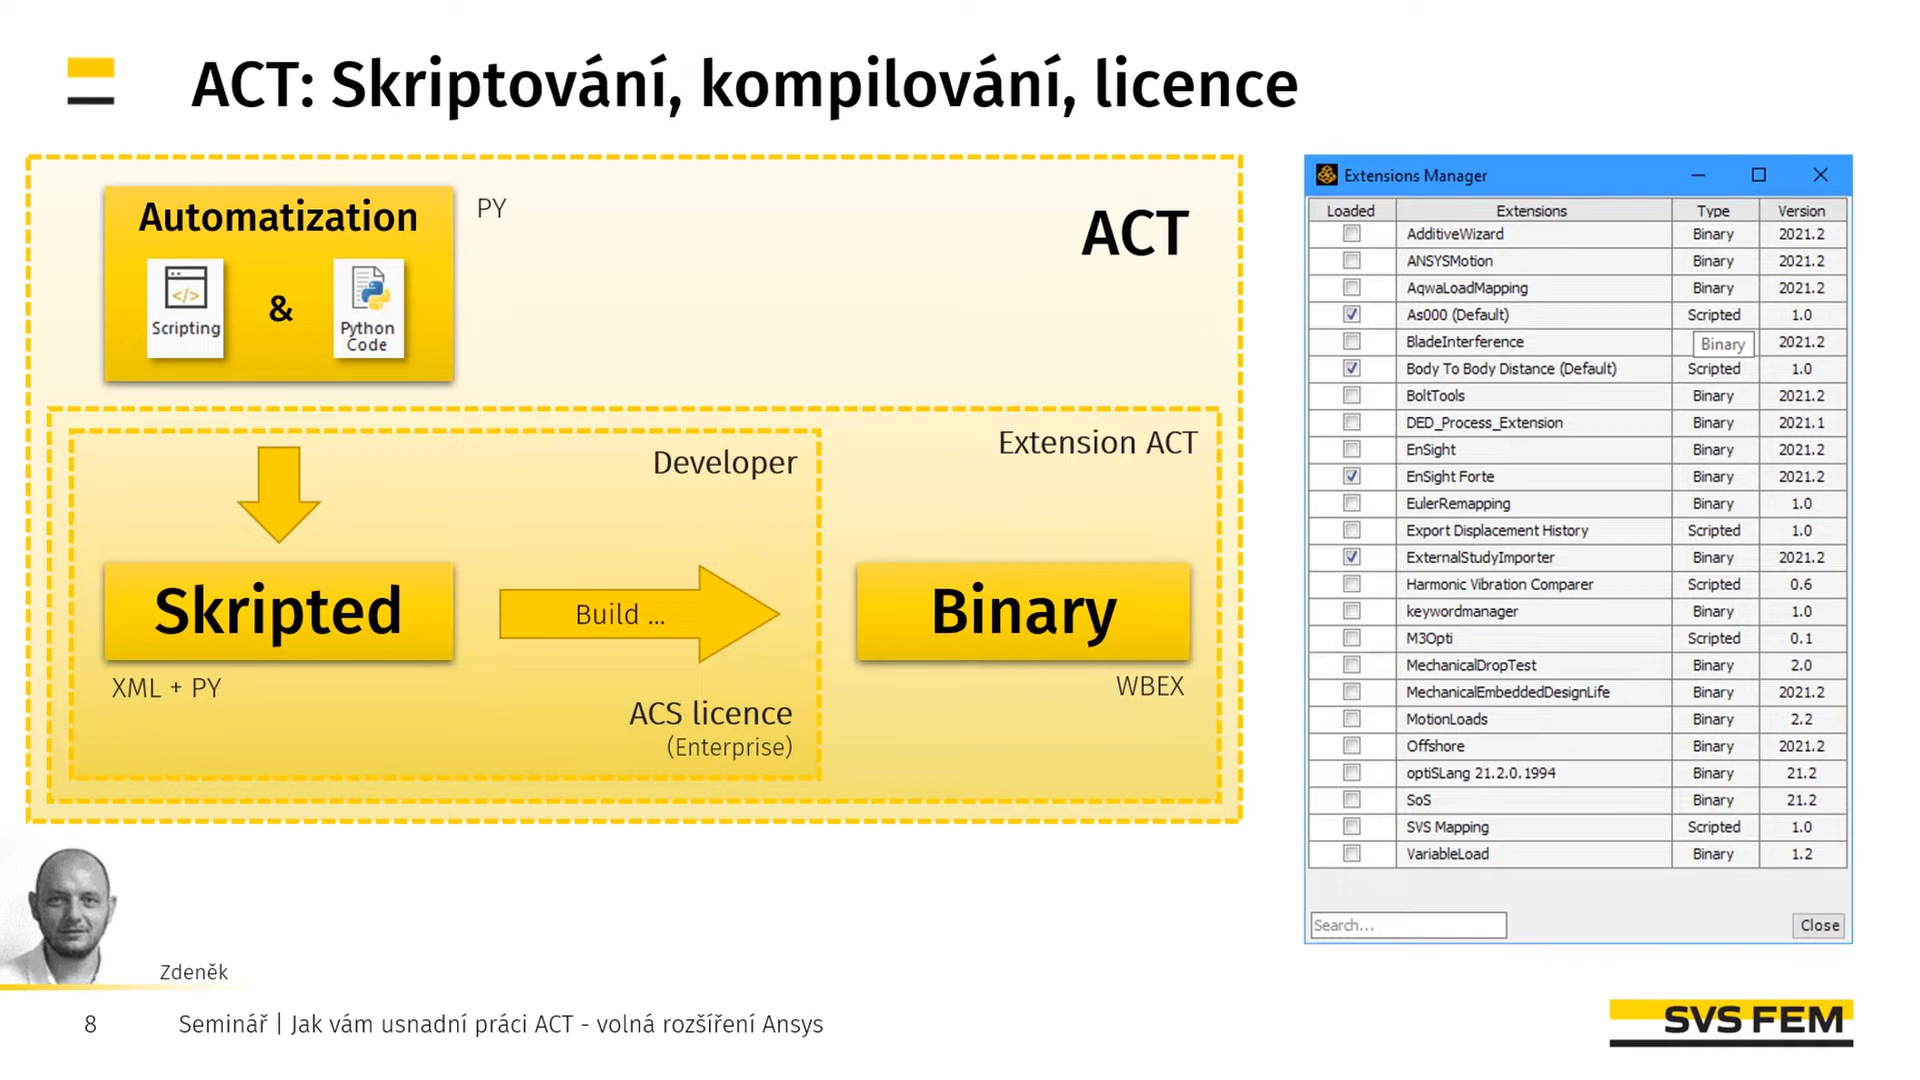 ACT: Skriptování, kompilování, licence
Automatization
PY
ACT
Scripting
&
Python
Code
Extension ACT
Developer
Skripted
Build ...
Binary
XML + PY
WBEX
ACS licence
(Enterprise)
Extensions Manager
Loaded Extensions Type Version
AdditiveWizard Binary 2021.2
ANSYSMotion Binary 2021.2
AqwaLoadMapping Binary 2021.2
As000 (Default) Scripted 1.0
BladeInterference Binary 2021.2
Body To Body Distance (Default) Scripted 1.0
BoltTools Binary 2021.2
DED_Process_Extension Binary 2021.1
EnSight Binary 2021.2
EnSight Forte Binary 2021.2
EulerRemapping Binary 1.0
Export Displacement History Scripted 1.0
ExternalStudyImporter Binary 2021.2
Harmonic Vibration Comparer Scripted 0.6
keywordmanager Binary 1.0
M3Opti Scripted 0.1
MechanicalDropTest Binary 2.0
MechanicalEmbeddedDesignLife Binary 2021.2
MotionLoads Binary 2.2
Offshore Binary 2021.2
optiSLang 21.2.0.1994 Binary 21.2
SoS Binary 21.2
SVS Mapping Scripted 1.0
VariableLoad Binary 1.2
Search...
Close
Zdeněk
8
Seminář | Jak vám usnadní práci ACT - volná rozšíření Ansys
SVS FEM